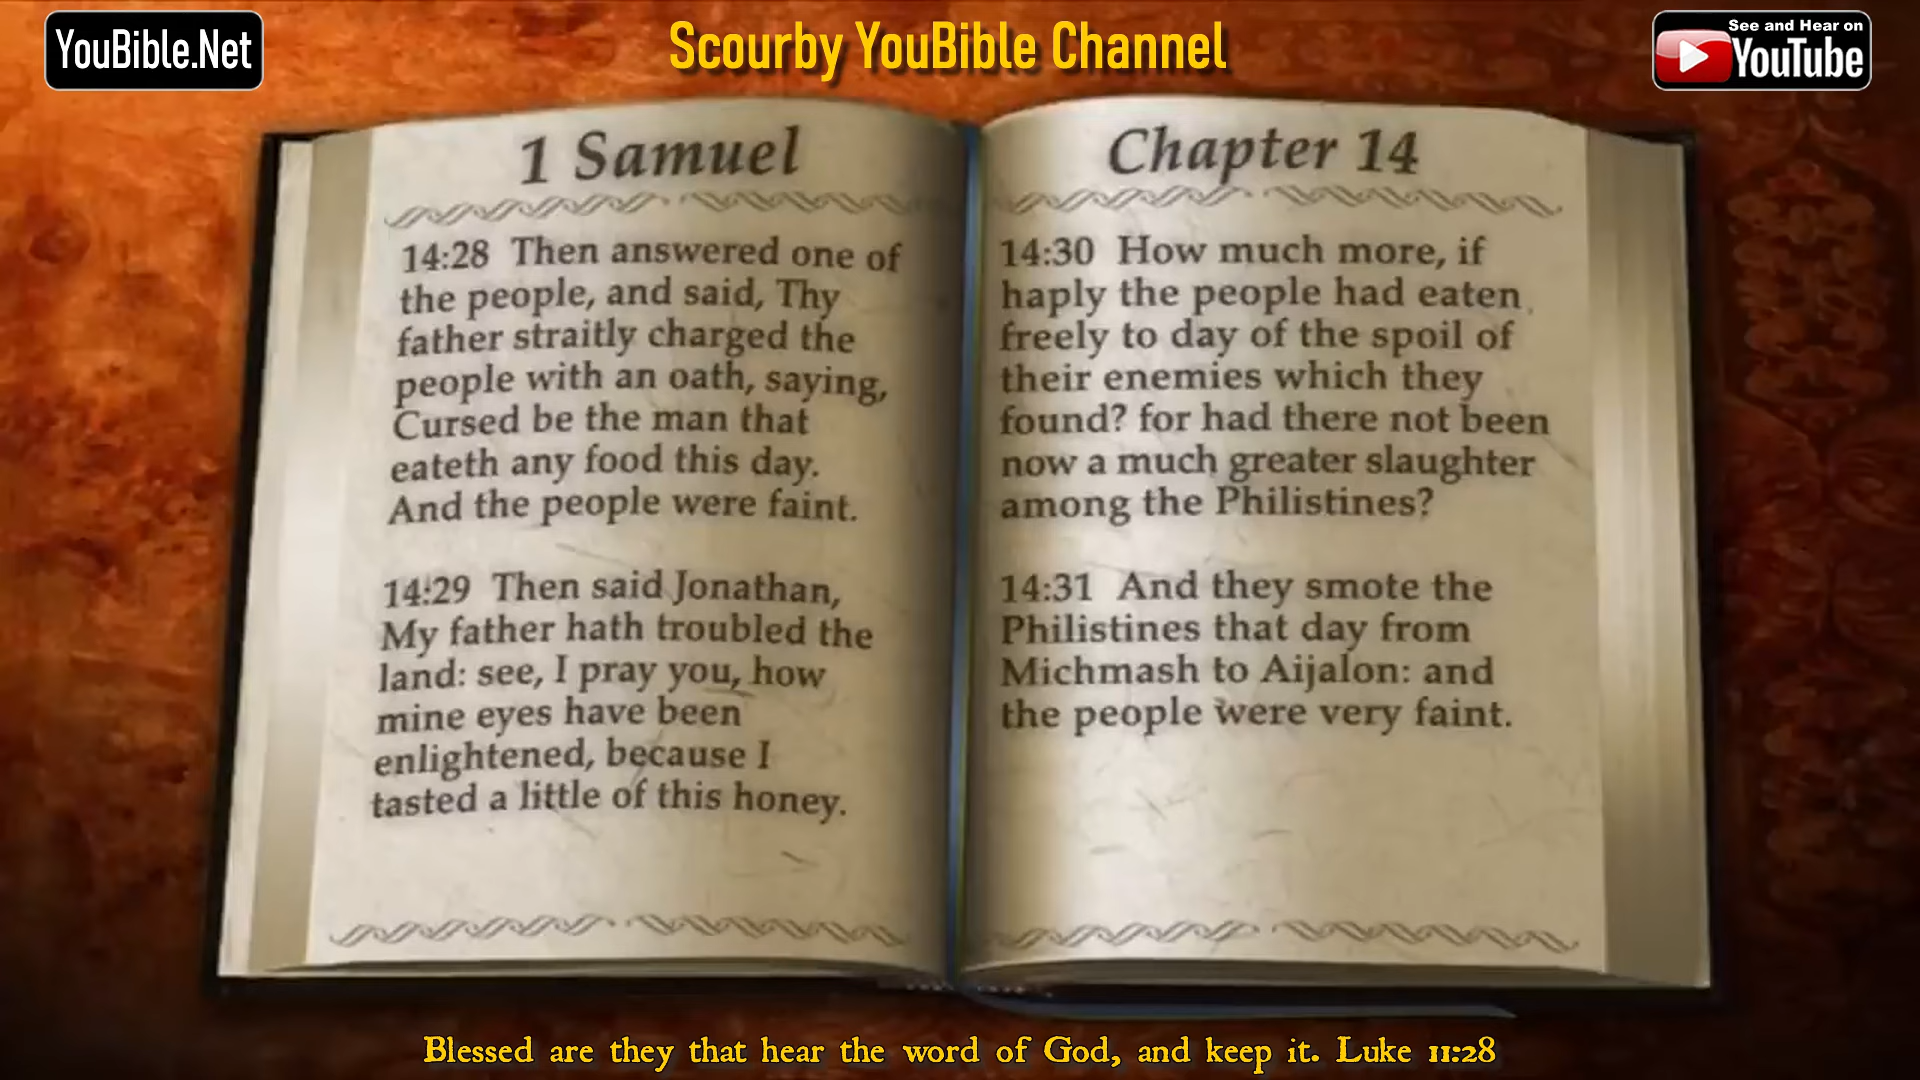 YouBible.Net
Scourby YouBible Channel
See and Hear on
YouTube
1 Samuel
14:28 Then answered one of
the people, and said, Thy
father straitly charged the
people with an oath, saying,
Cursed be the man that
eateth any food this day.
And the people were faint.
14:29 Then said Jonathan,
My father hath troubled the
land: see, I pray you, how
mine eyes have been
enlightened, because I
tasted a little of this honey.
Chapter 14
14:30 How much more, if
haply the people had eaten
freely to day of the spoil of
their enemies which they
found? for had there not been
now a much greater slaughter
among the Philistines?
14:31 And they smote the
Philistines that day from
Michmash to Aijalon: and
the people were very faint.
Blessed are they that hear the word of God, and keep it. Luke 11:28